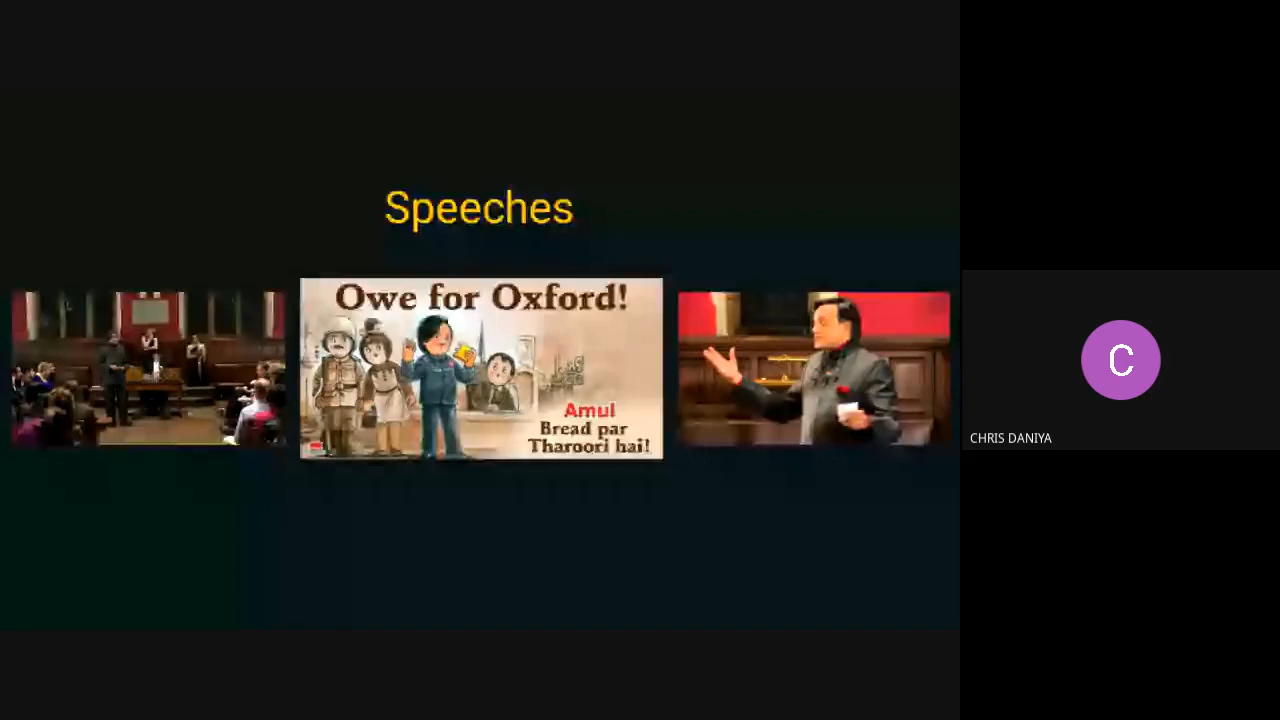 Speeches
Owe for Oxford!
Amul
Bread par
Tharoori hai!
C
CHRIS DANIYA